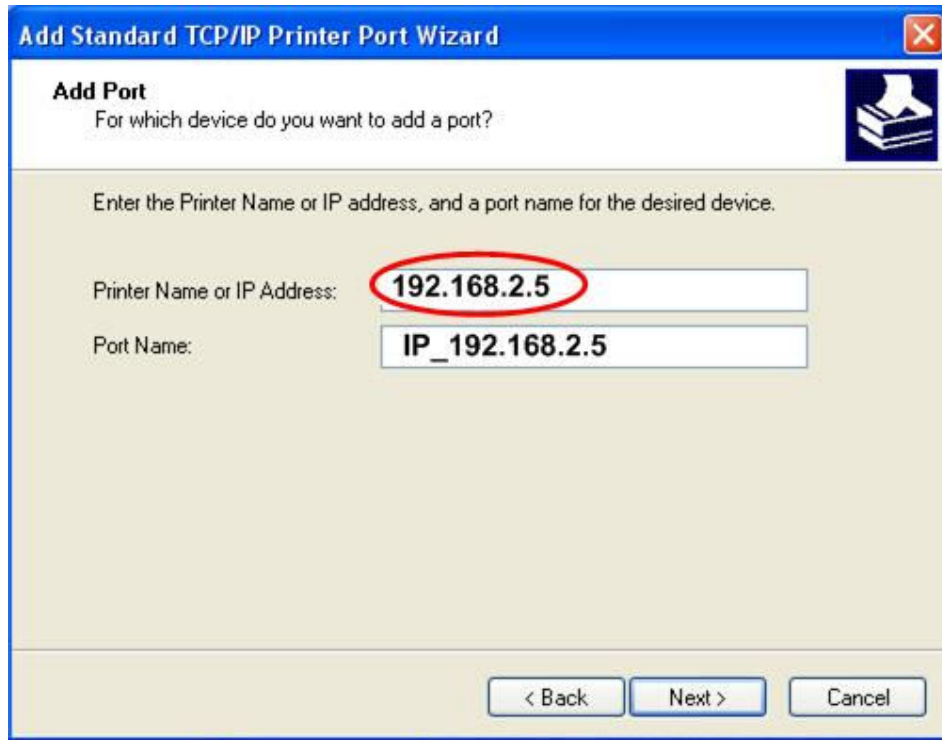 Add Standard TCP/IP Printer Port Wizard
Add Port
For which device do you want to add a port?
Enter the Printer Name or IP address, and a port name for the desired device.
Printer Name or IP Address: 192.168.2.5
Port Name: IP_192.168.2.5
< Back Next > Cancel